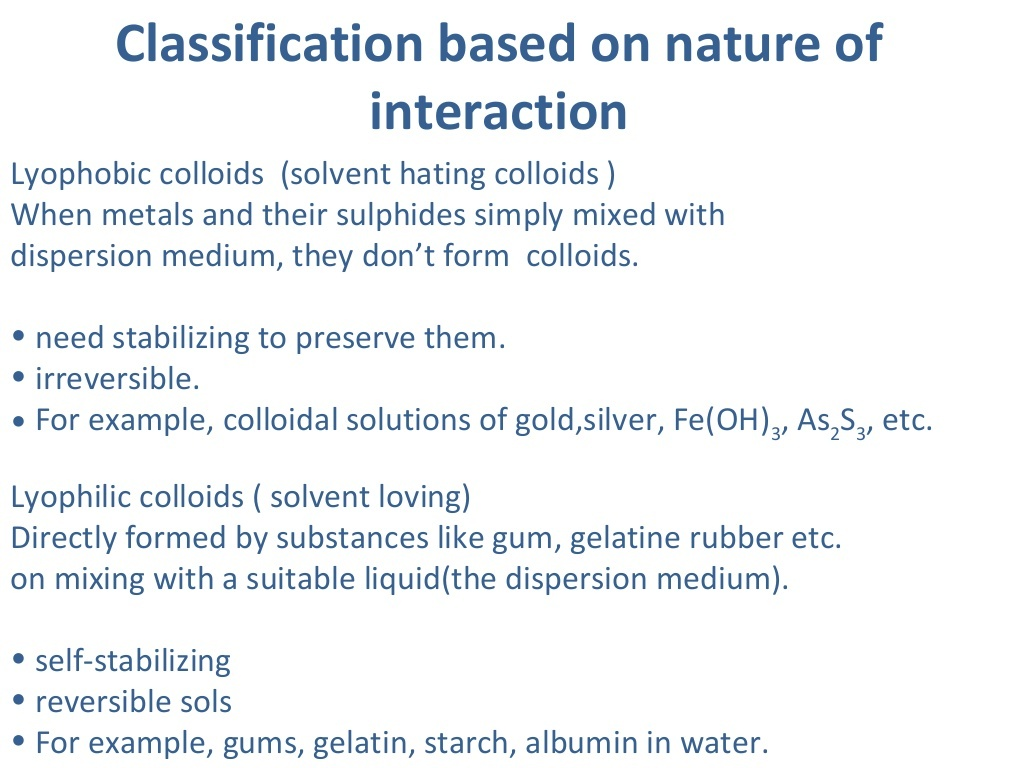 Classification based on nature of
interaction
Lyophobic colloids  (solvent hating colloids )
When metals and their sulphides simply mixed with
dispersion medium, they don’t form  colloids.
• need stabilizing to preserve them.
• irreversible.
• For example, colloidal solutions of gold,silver, Fe(OH)₃, As₂S₃, etc.
Lyophilic colloids ( solvent loving)
Directly formed by substances like gum, gelatine rubber etc.
on mixing with a suitable liquid(the dispersion medium).
• self-stabilizing
• reversible sols
• For example, gums, gelatin, starch, albumin in water.